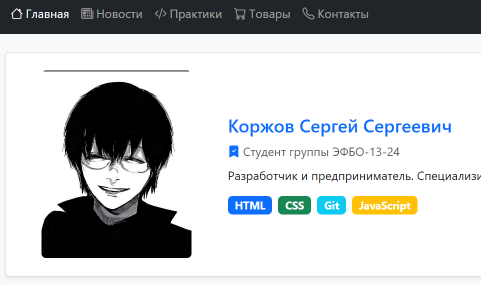 Главная Новости Практики Товары Контакты
Коржов Сергей Сергеевич
Студент группы ЭФБО-13-24
Разработчик и предприниматель.
HTML CSS Git JavaScript